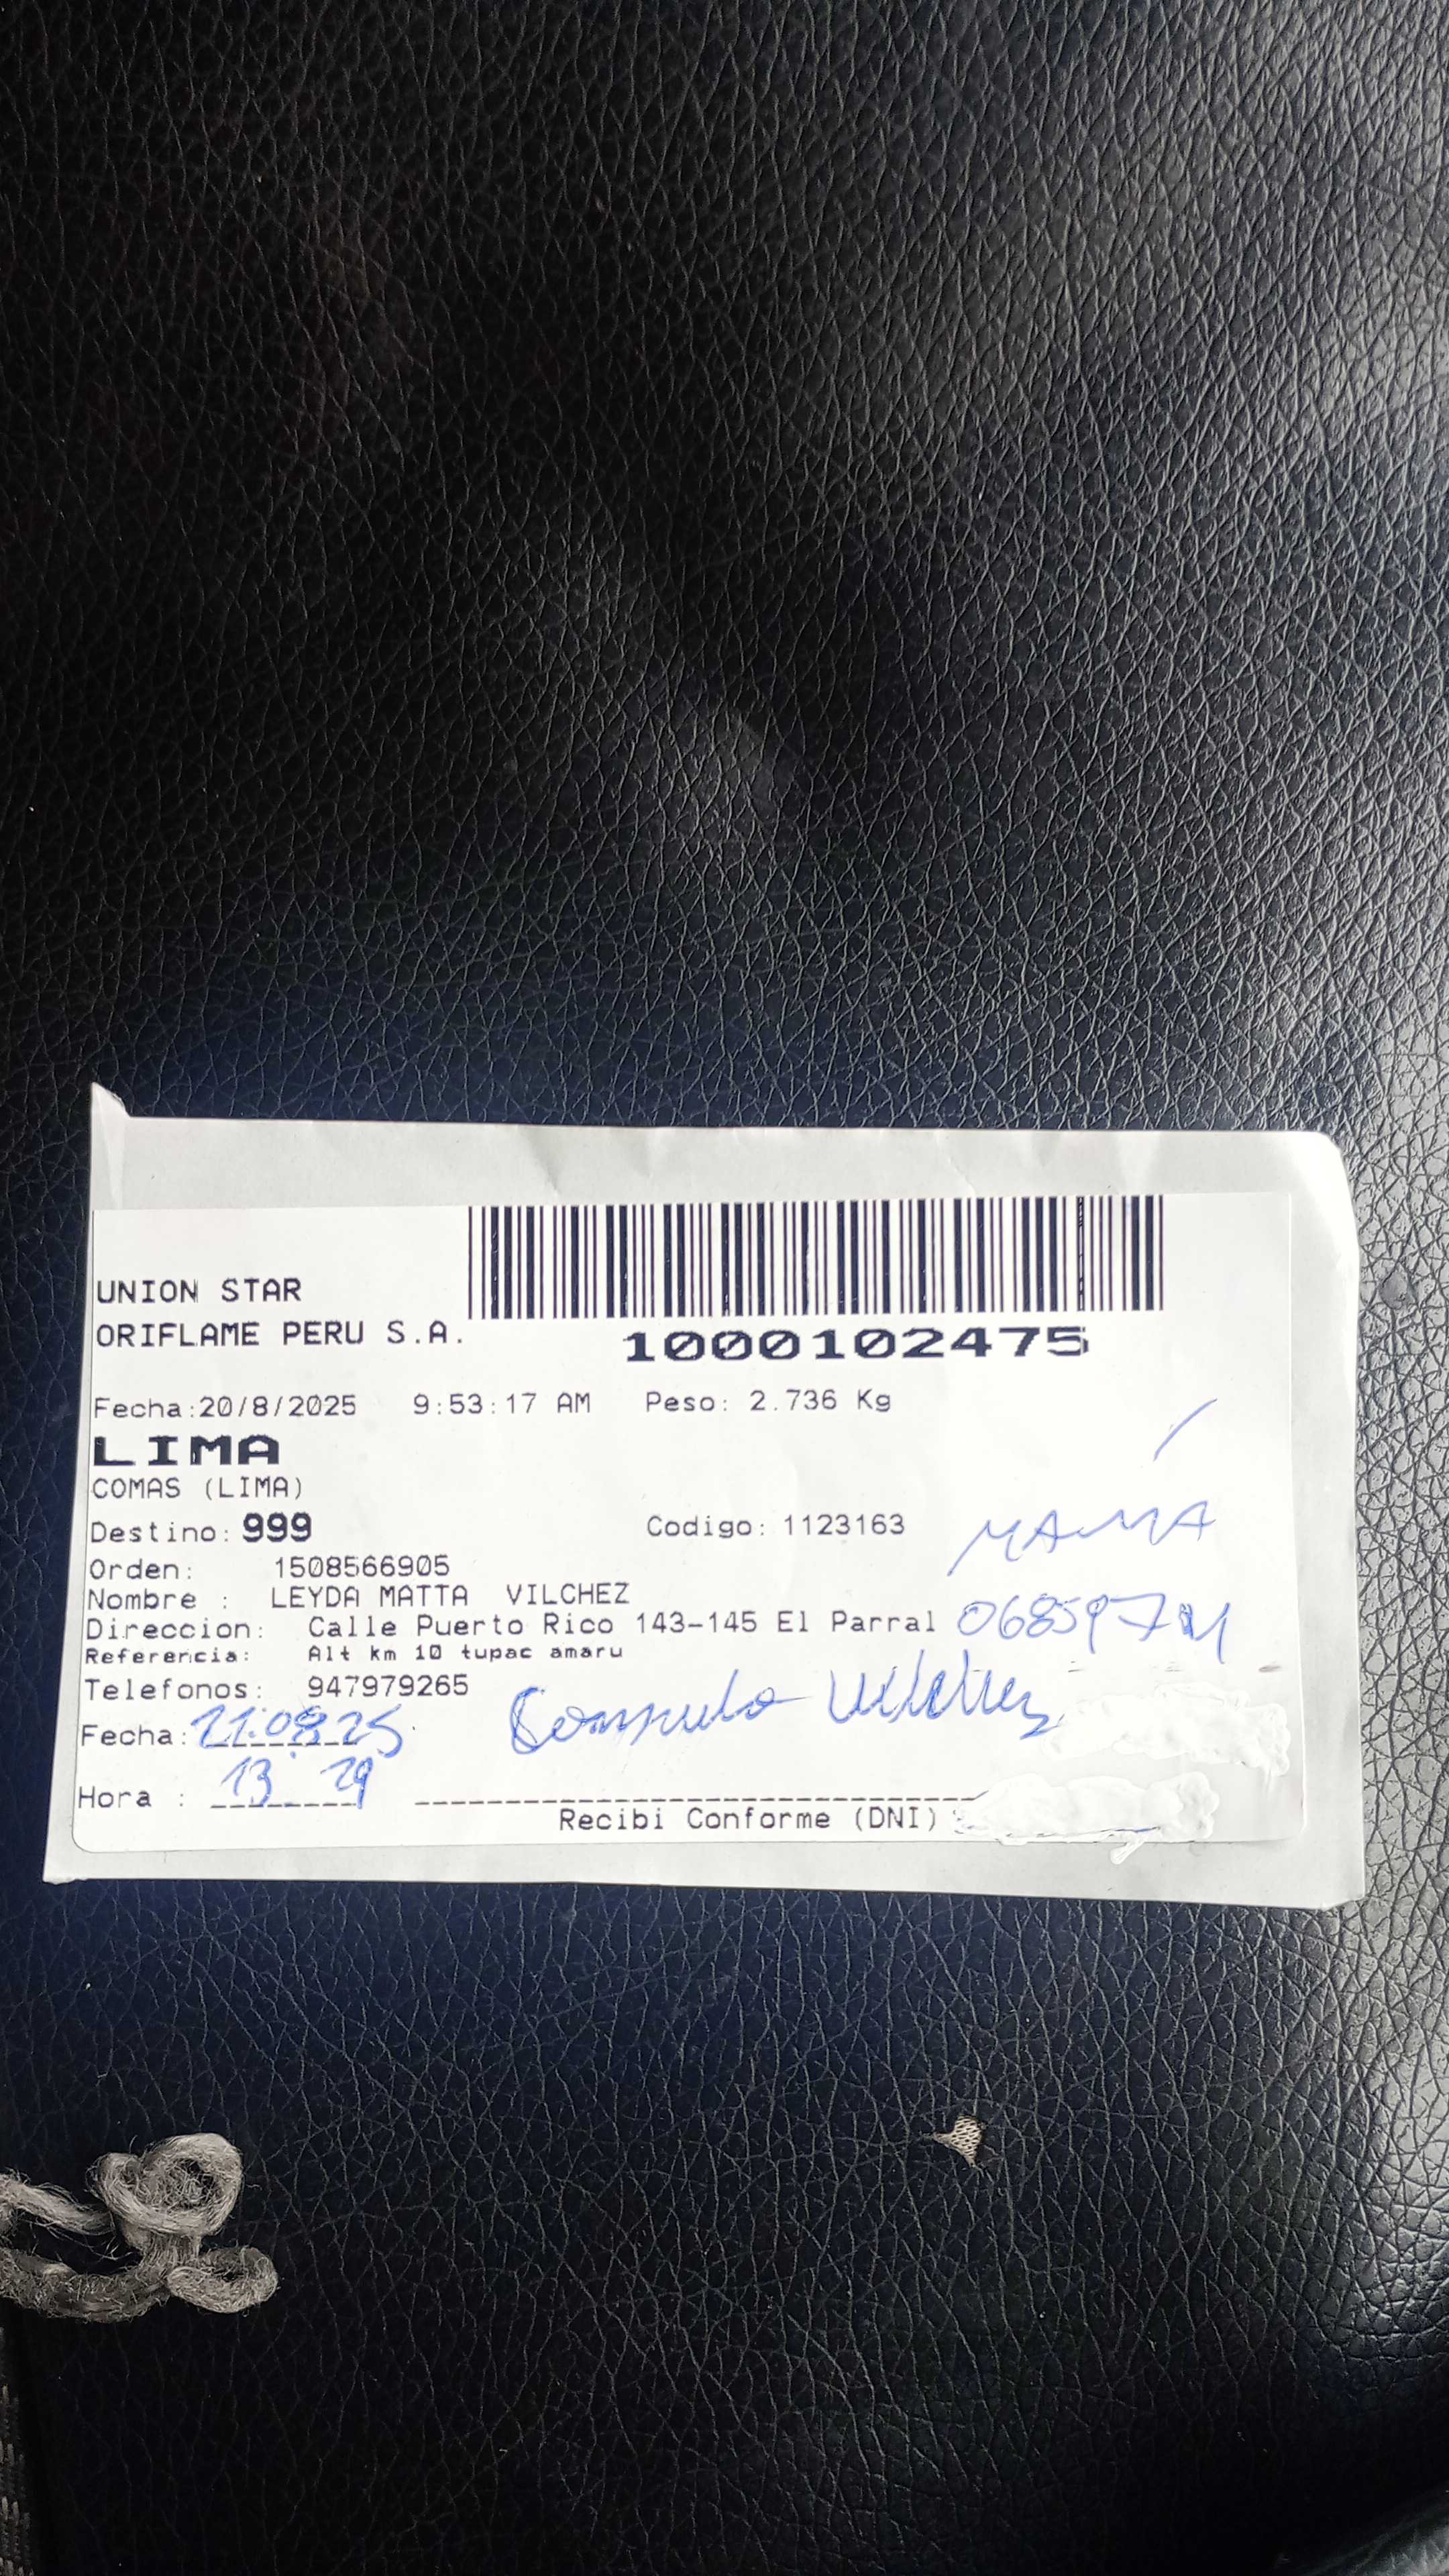 UNION STAR
ORIFLAME PERU S.A.
1000102475
Fecha:20/8/2025 9:53:17 AM Peso: 2.736 Kg
LIMA
COMAS (LIMA)
Destino: 999 Codigo: 1123163
MAMÁ
Orden: 1508566905
Nombre : LEYDA MATTA VILCHEZ
Direccion: Calle Puerto Rico 143-145 El Parral
Referencia: Alt km 10 tupac amaru
Telefonos: 947979265
Fecha: 21.08.25 Vilchez
Hora : 13 29
Recibi Conforme (DNI)